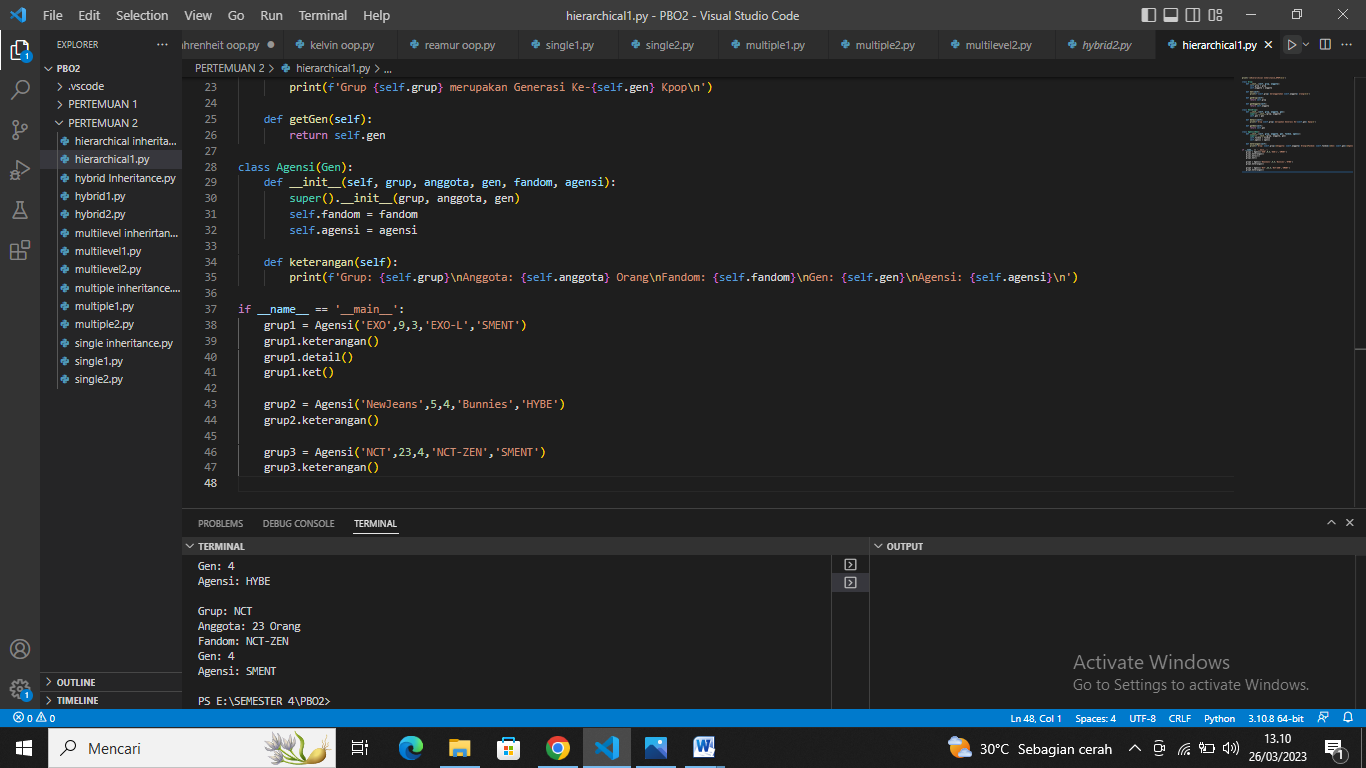 File Edit Selection View Go Run Terminal Help
hierarchical1.py - PBO2 - Visual Studio Code
EXPLORER
ahrenheit oop.py
kelvin oop.py
reamur oop.py
single1.py
single2.py
multiple1.py
multiple2.py
multilevel2.py
hybrid2.py
hierarchical1.py
PERTEMUAN 2 > hierarchical1.py > ...
PBO2
.vscode
PERTEMUAN 1
PERTEMUAN 2
hierarchical inherita...
hierarchical1.py
hybrid Inheritance.py
hybrid1.py
hybrid2.py
multilevel inherirtan...
multilevel1.py
multilevel2.py
multiple inheritance....
multiple1.py
multiple2.py
single inheritance.py
single1.py
single2.py
OUTLINE
TIMELINE
23 print(f'Grup {self.grup} merupakan Generasi Ke-{self.gen} Kpop\n')
24
25 def getGen(self):
26 return self.gen
27
28 class Agensi(Gen):
29 def __init__(self, grup, anggota, gen, fandom, agensi):
30 super().__init__(grup, anggota, gen)
31 self.fandom = fandom
32 self.agensi = agensi
33
34 def keterangan(self):
35 print(f'Grup: {self.grup}\nAnggota: {self.anggota} Orang\nFandom: {self.fandom}\nGen: {self.gen}\nAgensi: {self.agensi}\n')
36
37 if __name__ == '__main__':
38 grup1 = Agensi('EXO',9,3,'EXO-L','SMENT')
39 grup1.keterangan()
40 grup1.detail()
41 grup1.ket()
42
43 grup2 = Agensi('NewJeans',5,4,'Bunnies','HYBE')
44 grup2.keterangan()
45
46 grup3 = Agensi('NCT',23,4,'NCT-ZEN','SMENT')
47 grup3.keterangan()
48
PROBLEMS DEBUG CONSOLE TERMINAL
TERMINAL
OUTPUT
Gen: 4
Agensi: HYBE
Grup: NCT
Anggota: 23 Orang
Fandom: NCT-ZEN
Gen: 4
Agensi: SMENT
PS E:\SEMESTER 4\PBO2>
Activate Windows
Go to Settings to activate Windows.
0 0
Ln 48, Col 1 Spaces: 4 UTF-8 CRLF Python 3.10.8 64-bit
Mencari
30°C Sebagian cerah
13.10
26/03/2023
1